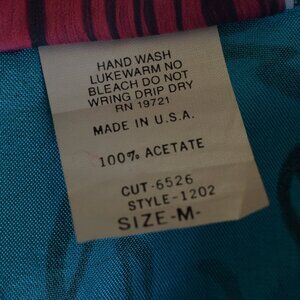 HAND WASH
LUKEWARM NO
BLEACH DO NOT
WRING DRIP DRY
RN 19721
MADE IN U.S.A.
100% ACETATE
CUT-6526
STYLE-1202
SIZE-M-